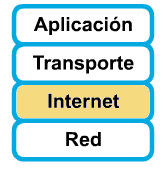 Aplicación
Transporte
Internet
Red